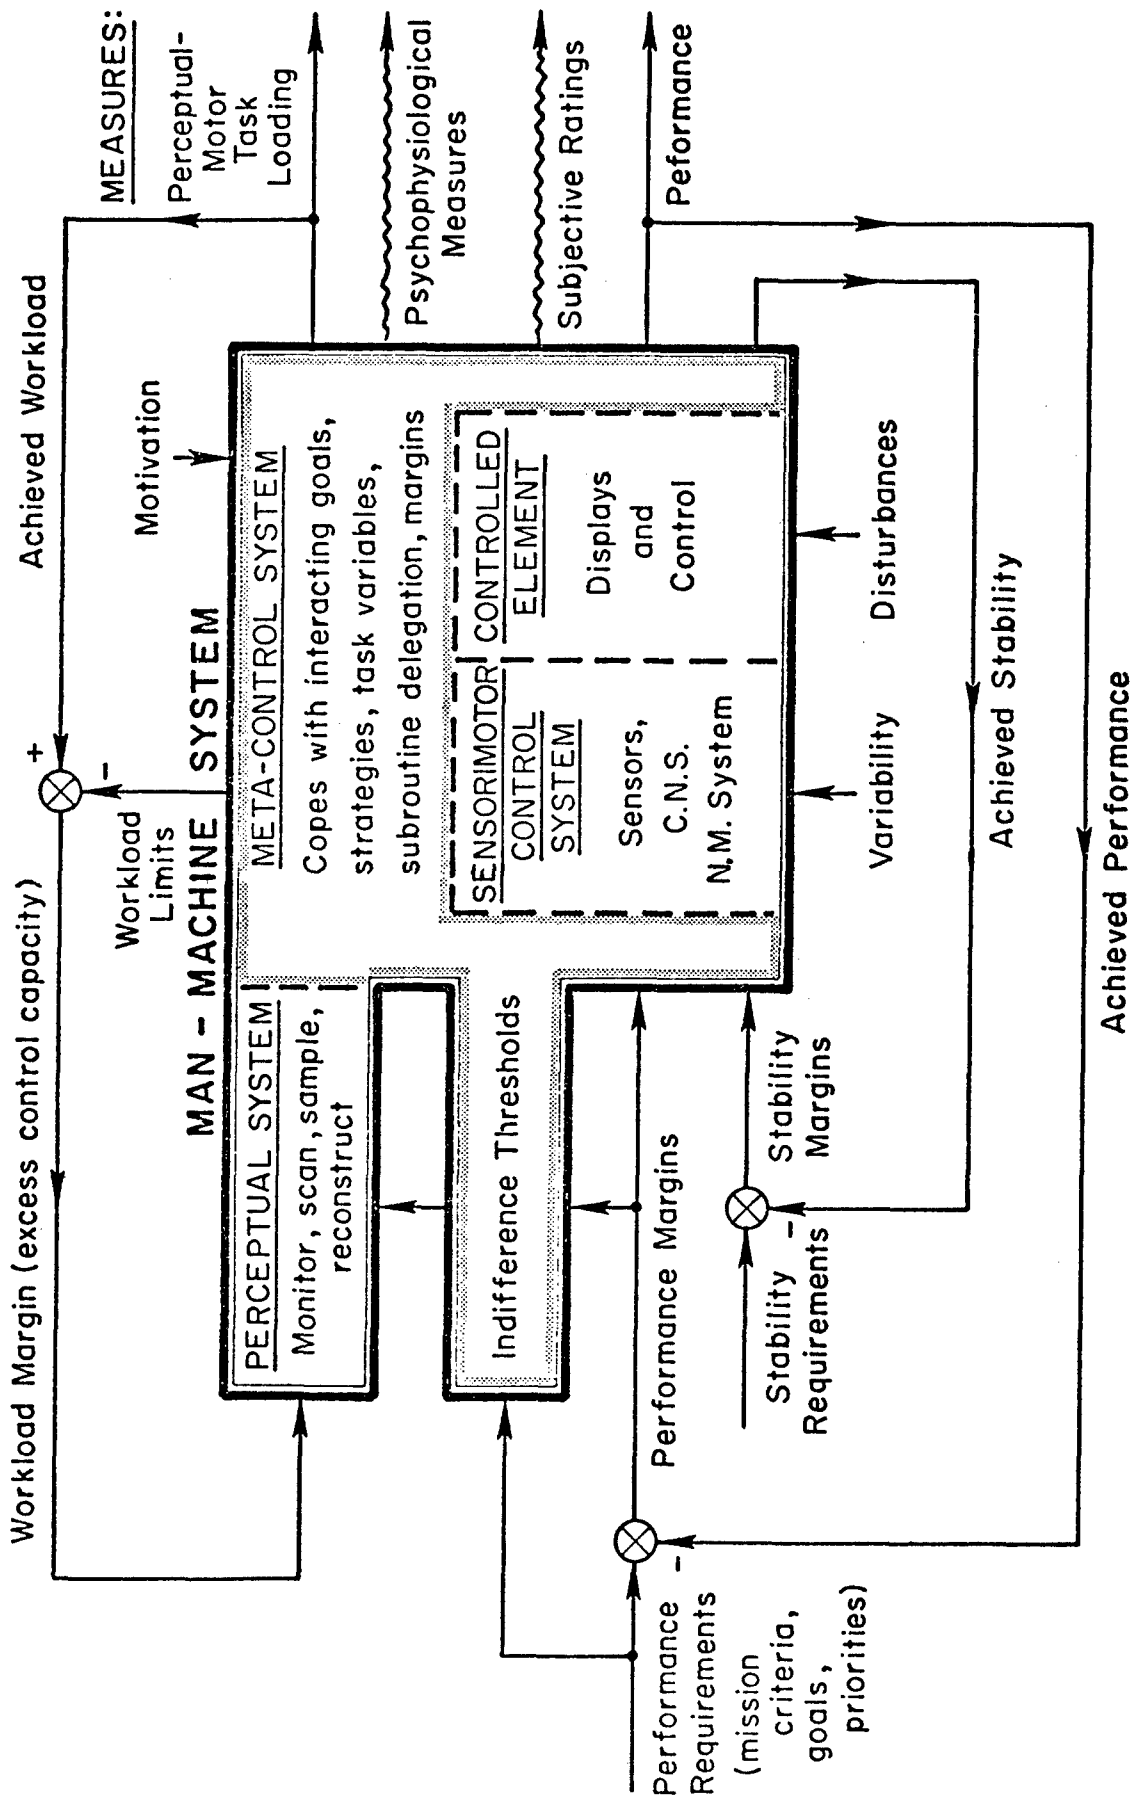 MEASURES:
Perceptual-
Motor
Task
Loading
Achieved Workload
Workload Margin (excess control capacity)
+
-
Workload
Limits
Motivation
MAN - MACHINE SYSTEM
Psychophysiological
Measures
PERCEPTUAL SYSTEM
Monitor, scan, sample,
reconstruct
META-CONTROL SYSTEM
Copes with interacting goals,
strategies, task variables,
subroutine delegation, margins
Subjective Ratings
Indifference Thresholds
SENSORIMOTOR
CONTROL
SYSTEM
Sensors,
C.N.S.
N.M. System
CONTROLLED
ELEMENT
Displays
and
Control
Peformance
Performance
Requirements
(mission
criteria,
goals,
priorities)
-
Performance Margins
Stability
Requirements
-
Stability
Margins
Variability
Disturbances
Achieved Stability
Achieved Performance